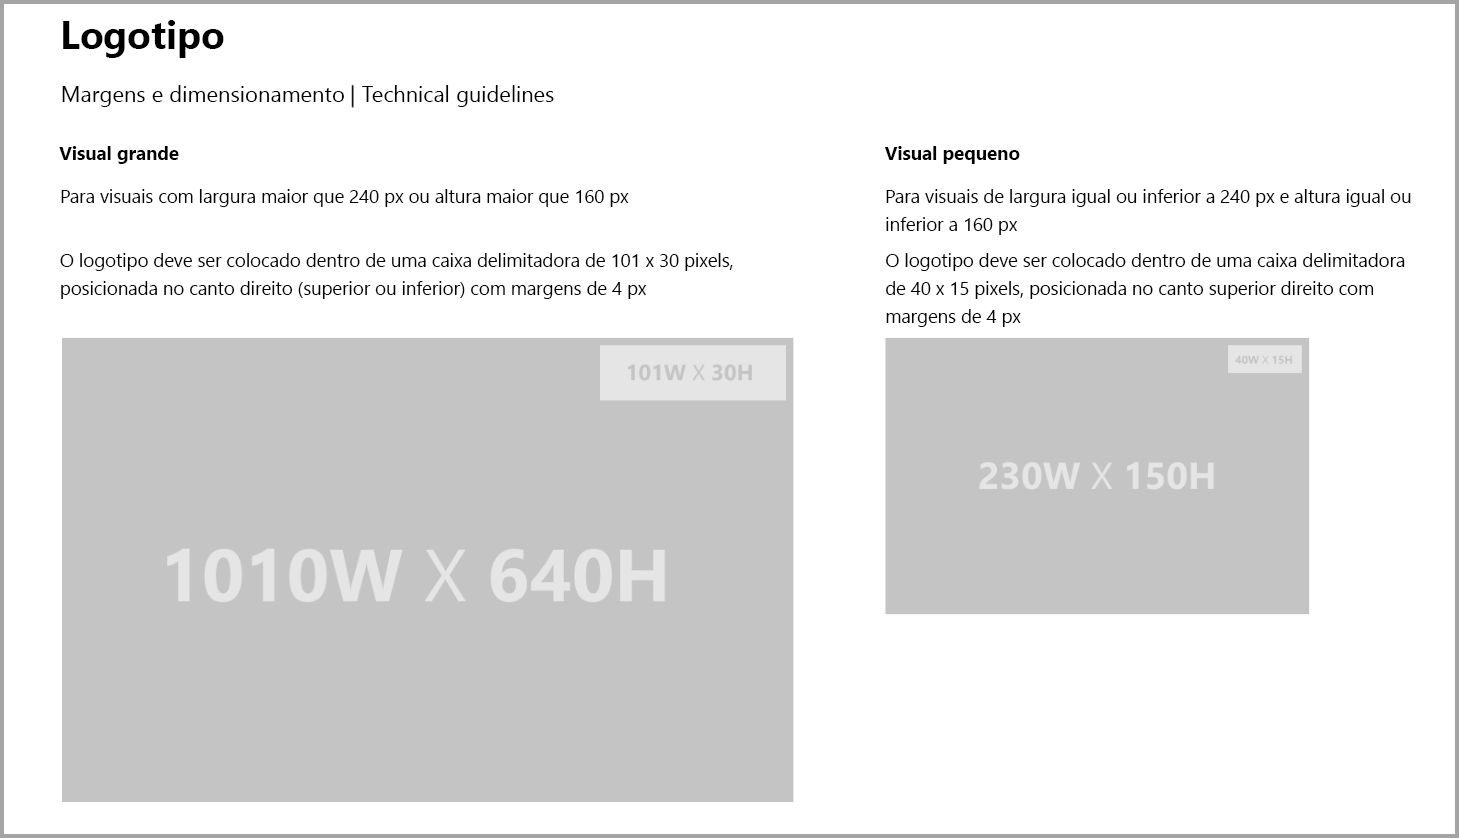 Logotipo
Margens e dimensionamento | Technical guidelines
Visual grande
Para visuais com largura maior que 240 px ou altura maior que 160 px
O logotipo deve ser colocado dentro de uma caixa delimitadora de 101 x 30 pixels,
posicionada no canto direito (superior ou inferior) com margens de 4 px
101W X 30H
1010W X 640H
Visual pequeno
Para visuais de largura igual ou inferior a 240 px e altura igual ou
inferior a 160 px
O logotipo deve ser colocado dentro de uma caixa delimitadora
de 40 x 15 pixels, posicionada no canto superior direito com
margens de 4 px
40W X 15H
230W X 150H